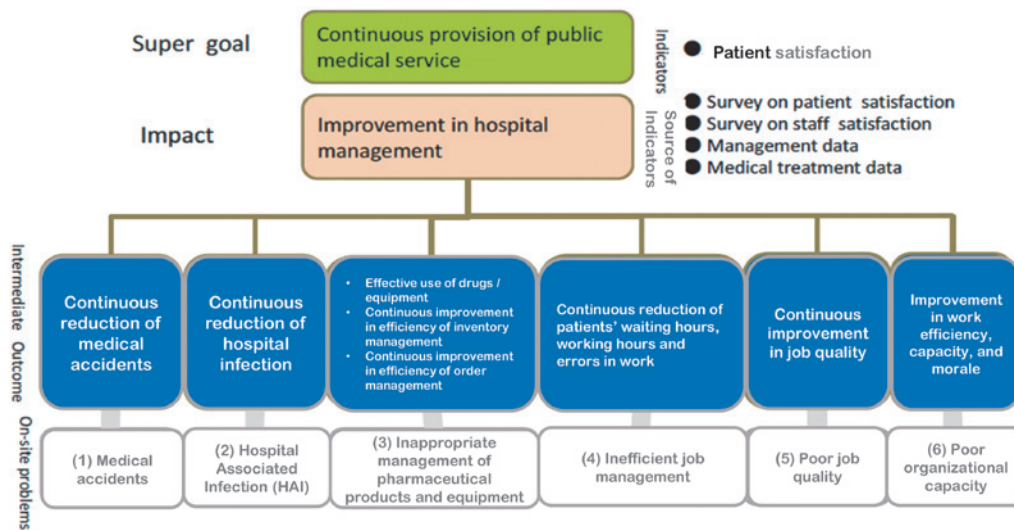 Super goal
Continuous provision of public
medical service
Indicators
Patient satisfaction
Impact
Improvement in hospital
management
Source of
Indicators
Survey on patient satisfaction
Survey on staff satisfaction
Management data
Medical treatment data
Intermediate Outcome
Continuous
reduction of
medical
accidents
Continuous
reduction of
hospital
infection
• Effective use of drugs /
equipment
• Continuous improvement
in efficiency of inventory
management
• Continuous improvement
in efficiency of order
management
Continuous reduction of
patients' waiting hours,
working hours and
errors in work
Continuous
improvement
in job quality
Improvement
in work
efficiency,
capacity, and
morale
On-site problems
(1) Medical
accidents
(2) Hospital
Associated
Infection (HAI)
(3) Inappropriate
management of
pharmaceutical
products and equipment
(4) Inefficient job
management
(5) Poor job
quality
(6) Poor
organizational
capacity